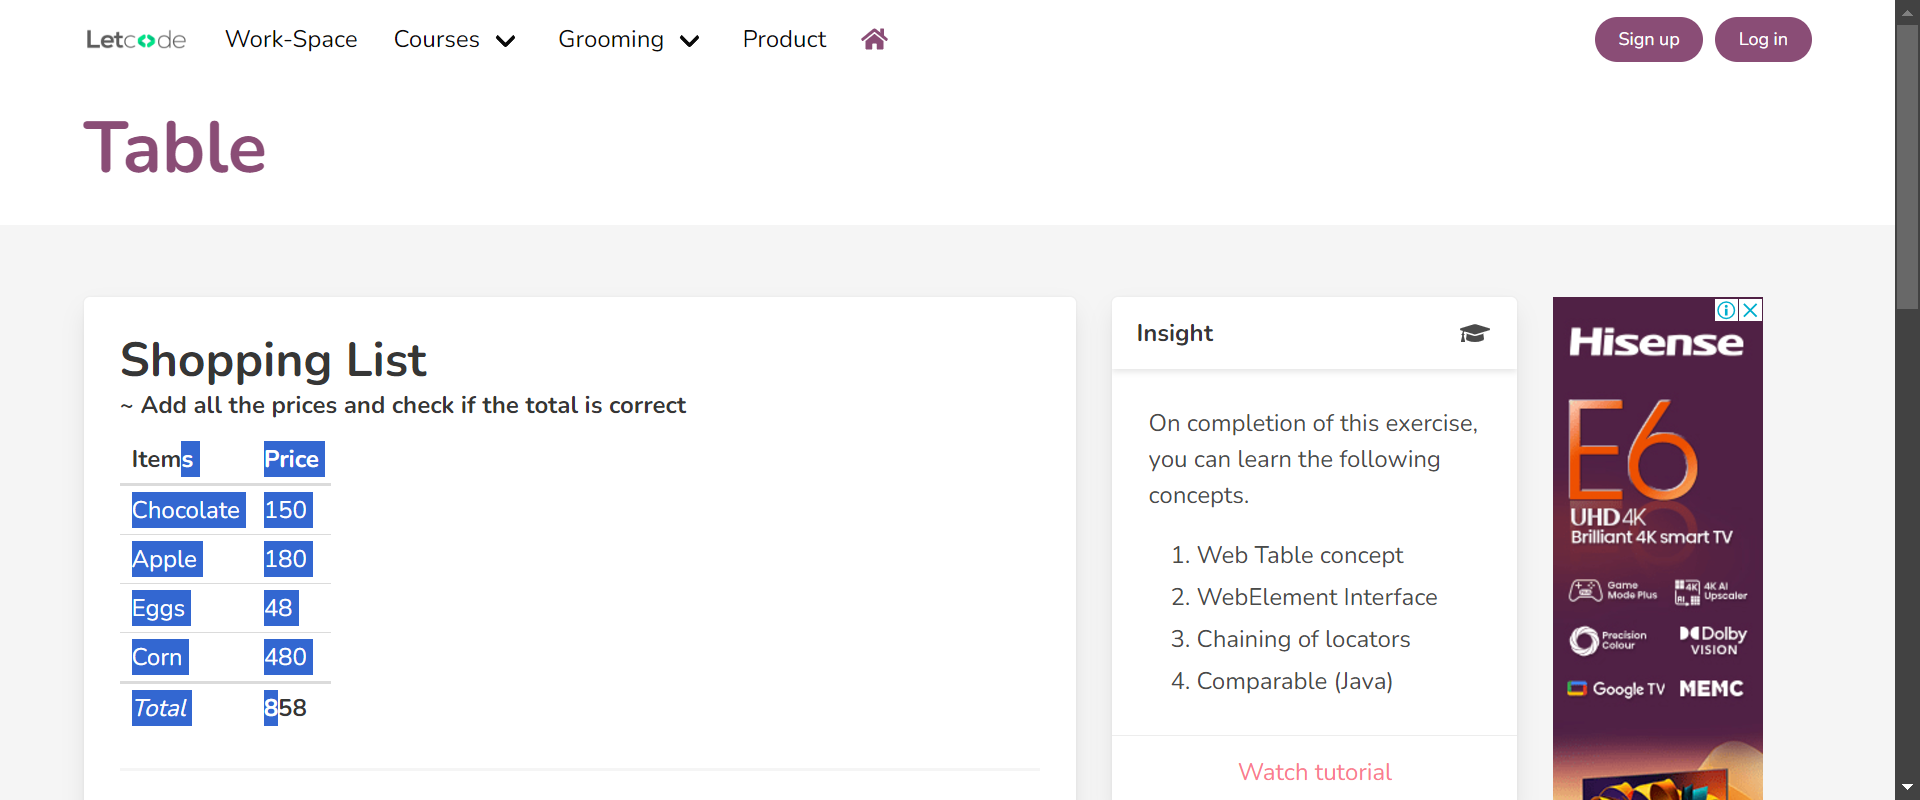 Letcode Work-Space Courses Grooming Product Sign up Log in
Table
Shopping List
~ Add all the prices and check if the total is correct
Items Price
Chocolate 150
Apple 180
Eggs 48
Corn 480
Total 858
Insight
On completion of this exercise,
you can learn the following
concepts.
1. Web Table concept
2. WebElement Interface
3. Chaining of locators
4. Comparable (Java)
Watch tutorial
Hisense
E6
UHD 4K
Brilliant 4K smart TV
Game
Mode Plus
4K AI
Upscaler
Precision
Colour
Dolby
VISION
Google TV
MEMC